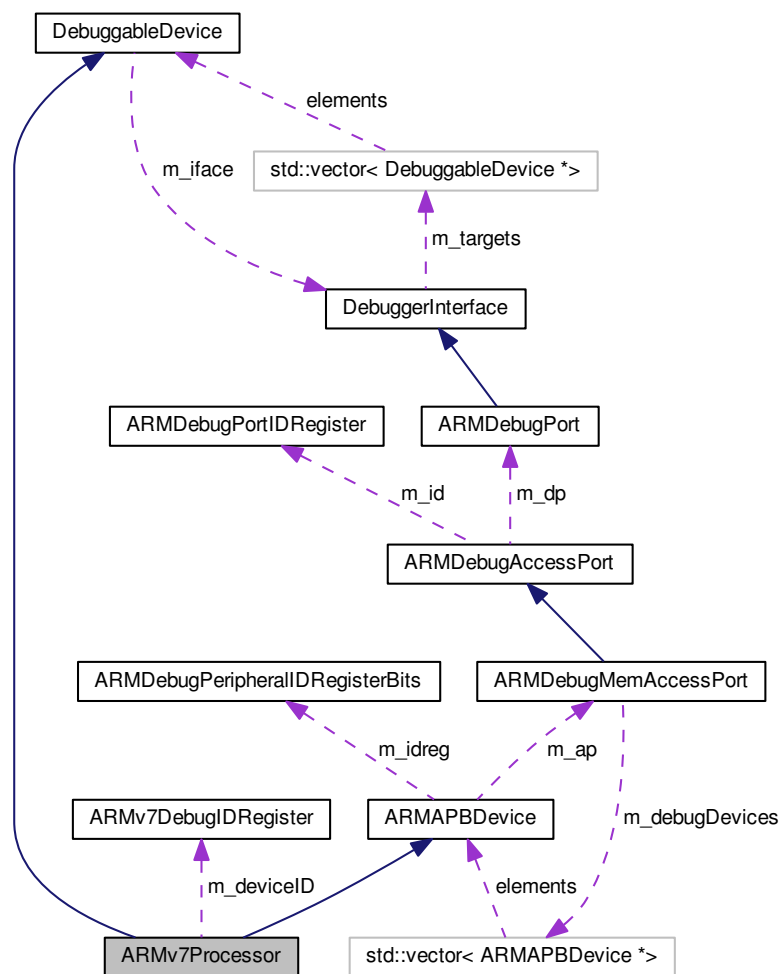 DebuggableDevice
elements
m_iface
std::vector< DebuggableDevice *>
m_targets
DebuggerInterface
ARMDebugPortIDRegister
ARMDebugPort
m_id
m_dp
ARMDebugAccessPort
ARMDebugPeripheralIDRegisterBits
ARMDebugMemAccessPort
m_idreg
m_ap
ARMv7DebugIDRegister
ARMAPBDevice
m_debugDevices
m_deviceID
elements
ARMv7Processor
std::vector< ARMAPBDevice *>